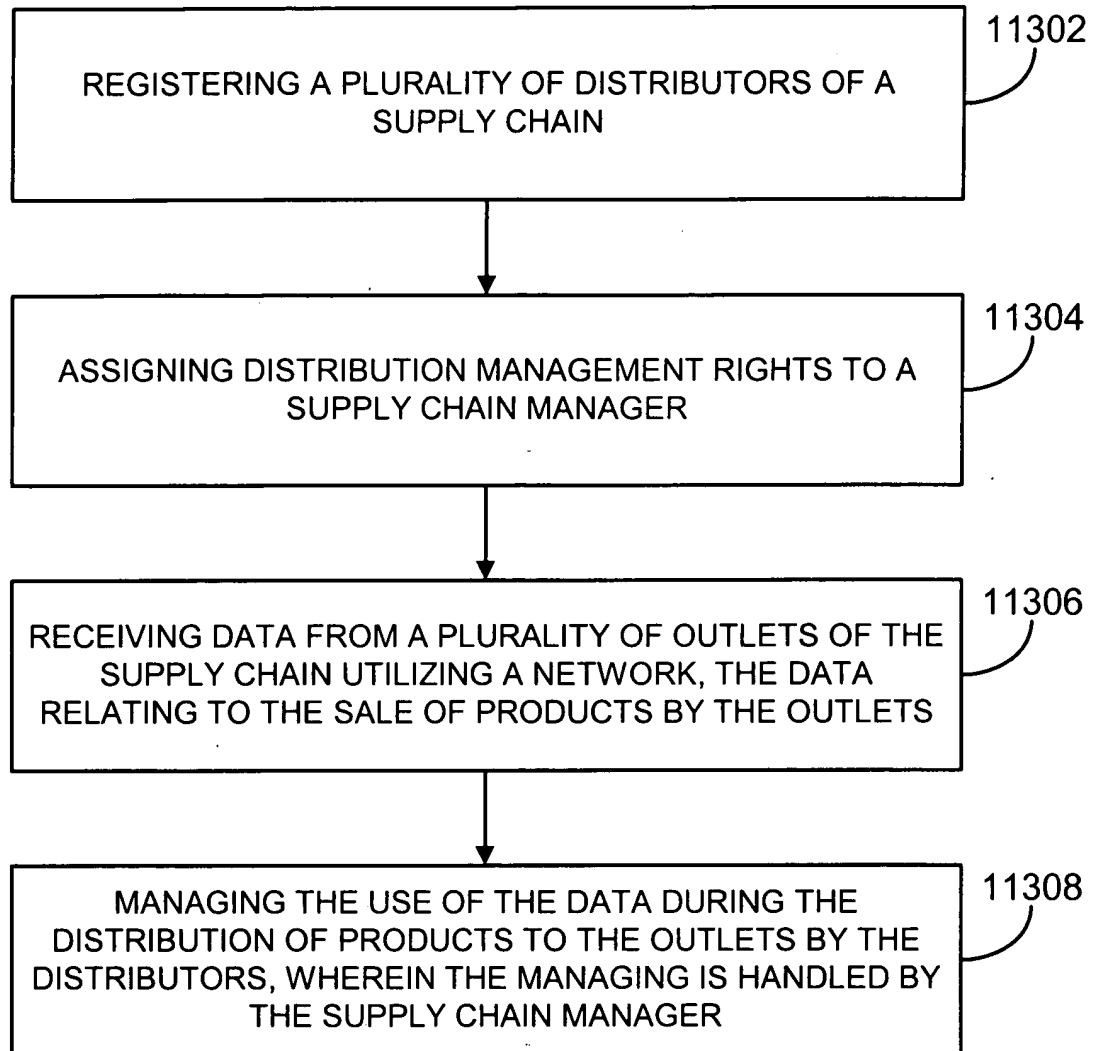 11302
REGISTERING A PLURALITY OF DISTRIBUTORS OF A
SUPPLY CHAIN
11304
ASSIGNING DISTRIBUTION MANAGEMENT RIGHTS TO A
SUPPLY CHAIN MANAGER
11306
RECEIVING DATA FROM A PLURALITY OF OUTLETS OF THE
SUPPLY CHAIN UTILIZING A NETWORK, THE DATA
RELATING TO THE SALE OF PRODUCTS BY THE OUTLETS
11308
MANAGING THE USE OF THE DATA DURING THE
DISTRIBUTION OF PRODUCTS TO THE OUTLETS BY THE
DISTRIBUTORS, WHEREIN THE MANAGING IS HANDLED BY
THE SUPPLY CHAIN MANAGER